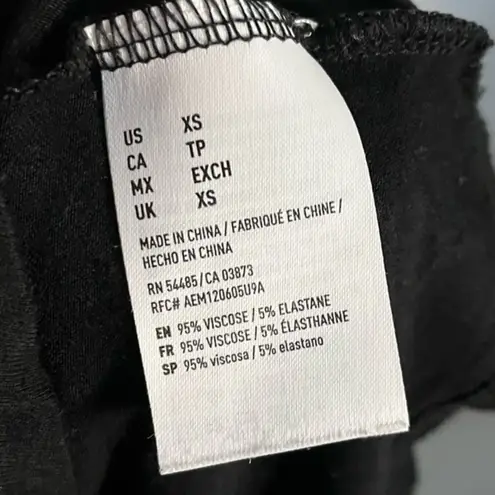 US XS
CA TP
MX EXCH
UK XS
MADE IN CHINA / FABRIQUÉ EN CHINE /
HECHO EN CHINA
RN 54485 / CA 03873
RFC# AEM120605U9A
EN 95% VISCOSE / 5% ELASTANE
FR 95% VISCOSE / 5% ÉLASTHANNE
SP 95% viscosa / 5% elastano